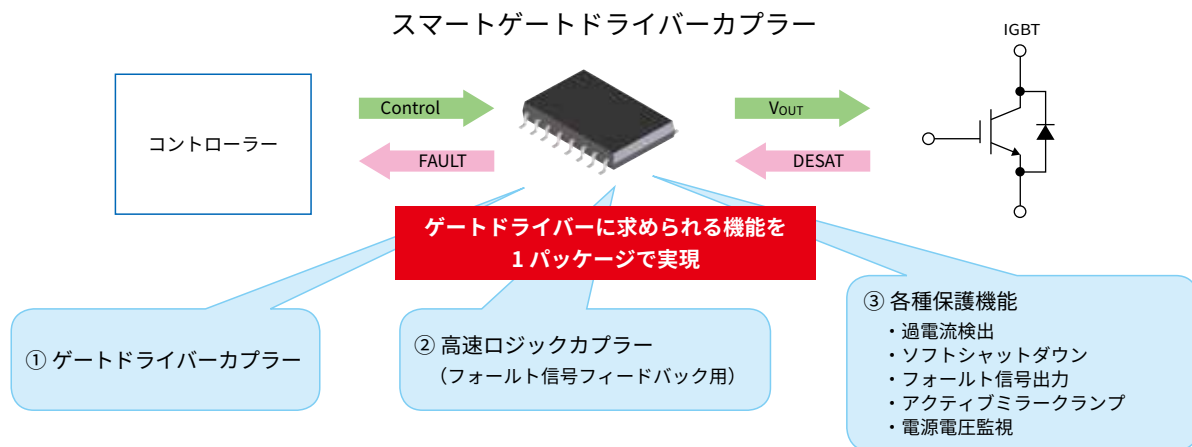 スマートゲートドライバーカプラー
IGBT
コントローラー
Control
VOUT
FAULT
DESAT
ゲートドライバーに求められる機能を
1 パッケージで実現
① ゲートドライバーカプラー
② 高速ロジックカプラー
（フォールト信号フィードバック用）
③ 各種保護機能
・過電流検出
・ソフトシャットダウン
・フォールト信号出力
・アクティブミラークランプ
・電源電圧監視